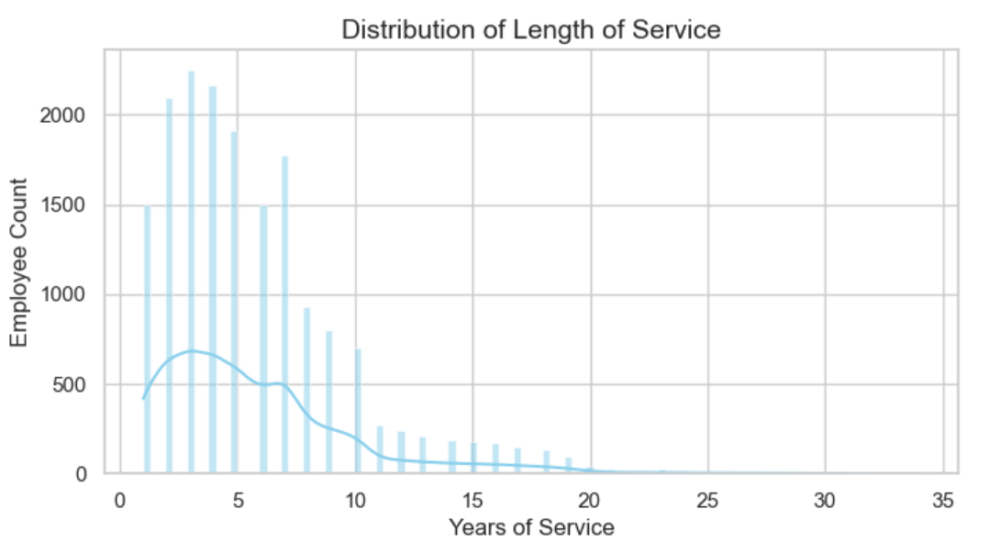 Distribution of Length of Service
Employee Count
2000
1500
1000
500
0
0 5 10 15 20 25 30 35
Years of Service